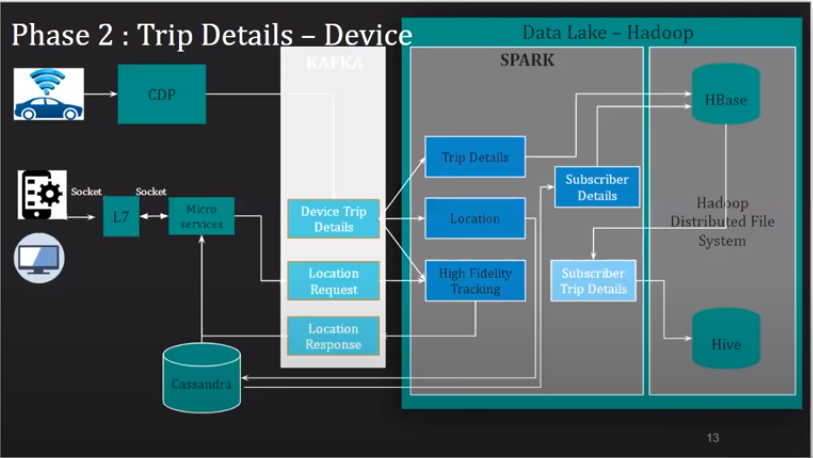 Phase 2 : Trip Details – Device
Data Lake – Hadoop
KAFKA
SPARK
CDP
HBase
Trip Details
Subscriber
Details
Socket
Socket
L7
Micro
services
Device Trip
Details
Location
Hadoop
Distributed File
System
Location
Request
High Fidelity
Tracking
Subscriber
Trip Details
Location
Response
Hive
Cassandra
13